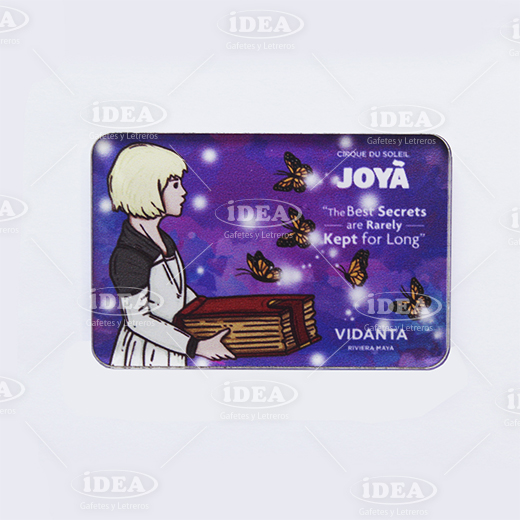 CIRQUE DU SOLEIL
JOYÀ
“The Best Secrets
are Rarely
Kept for Long”
VIDANTA
RIVIERA MAYA
iDEA
Gafetes y Letreros